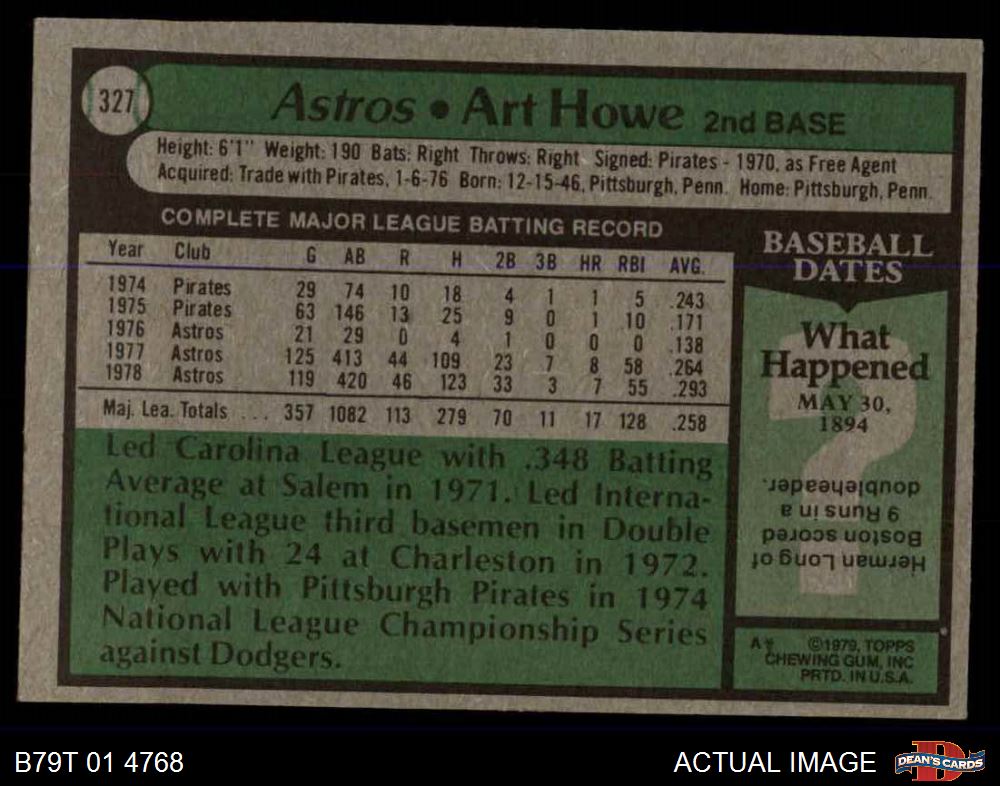 327
Astros • Art Howe 2nd BASE
Height: 6'1" Weight: 190 Bats: Right Throws: Right Signed: Pirates - 1970, as Free Agent
Acquired: Trade with Pirates, 1-6-76 Born: 12-15-46, Pittsburgh, Penn. Home: Pittsburgh, Penn.
COMPLETE MAJOR LEAGUE BATTING RECORD
Year Club G AB R H 2B 3B HR RBI AVG.
1974 Pirates 29 74 10 18 4 1 1 5 .243
1975 Pirates 63 146 13 25 9 0 1 10 .171
1976 Astros 21 29 0 4 1 0 0 0 .138
1977 Astros 125 413 44 109 23 7 8 58 .264
1978 Astros 119 420 46 123 33 3 7 55 .293
Maj. Lea. Totals ... 357 1082 113 279 70 11 17 128 .258
Led Carolina League with .348 Batting
Average at Salem in 1971. Led Interna-
tional League third basemen in Double
Plays with 24 at Charleston in 1972.
Played with Pittsburgh Pirates in 1974
National League Championship Series
against Dodgers.
BASEBALL
DATES
What
Happened
MAY 30,
1894
?
Herman Long of
Boston scored
9 Runs in a
doubleheader.
A* ©1979, TOPPS
CHEWING GUM, INC
PRTD. IN U.S.A.
B79T 01 4768
ACTUAL IMAGE
D
DEAN'S CARDS